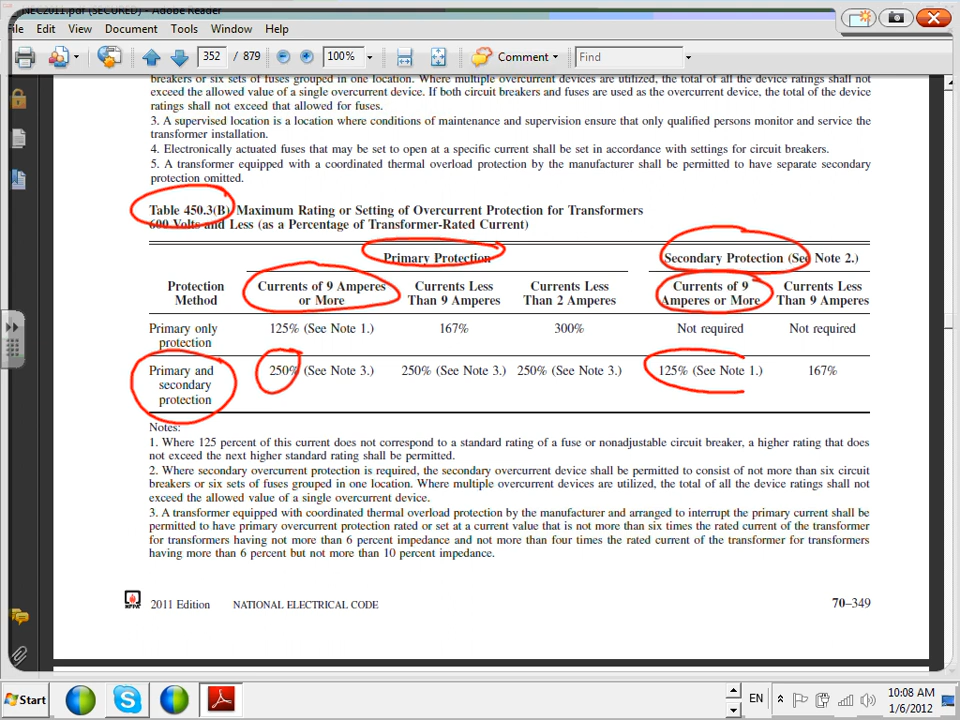 NEC2011.pdf (SECURED) - Adobe Reader
File Edit View Document Tools Window Help
352 / 879 100% Comment Find
breakers or six sets of fuses grouped in one location. Where multiple overcurrent devices are utilized, the total of all the device ratings shall not
exceed the allowed value of a single overcurrent device. If both circuit breakers and fuses are used as the overcurrent device, the total of the device
ratings shall not exceed that allowed for fuses.
3. A supervised location is a location where conditions of maintenance and supervision ensure that only qualified persons monitor and service the
transformer installation.
4. Electronically actuated fuses that may be set to open at a specific current shall be set in accordance with settings for circuit breakers.
5. A transformer equipped with a coordinated thermal overload protection by the manufacturer shall be permitted to have separate secondary
protection omitted.
Table 450.3(B) Maximum Rating or Setting of Overcurrent Protection for Transformers
600 Volts and Less (as a Percentage of Transformer-Rated Current)
Primary Protection Secondary Protection (See Note 2.)
Protection Currents of 9 Amperes Currents Less Currents Less Currents of 9 Currents Less
Method or More Than 9 Amperes Than 2 Amperes Amperes or More Than 9 Amperes
Primary only 125% (See Note 1.) 167% 300% Not required Not required
protection
Primary and 250% (See Note 3.) 250% (See Note 3.) 250% (See Note 3.) 125% (See Note 1.) 167%
secondary
protection
Notes:
1. Where 125 percent of this current does not correspond to a standard rating of a fuse or nonadjustable circuit breaker, a higher rating that does
not exceed the next higher standard rating shall be permitted.
2. Where secondary overcurrent protection is required, the secondary overcurrent device shall be permitted to consist of not more than six circuit
breakers or six sets of fuses grouped in one location. Where multiple overcurrent devices are utilized, the total of all the device ratings shall not
exceed the allowed value of a single overcurrent device.
3. A transformer equipped with coordinated thermal overload protection by the manufacturer and arranged to interrupt the primary current shall be
permitted to have primary overcurrent protection rated or set at a current value that is not more than six times the rated current of the transformer
for transformers having not more than 6 percent impedance and not more than four times the rated current of the transformer for transformers
having more than 6 percent but not more than 10 percent impedance.
2011 Edition NATIONAL ELECTRICAL CODE 70–349
Start EN 10:08 AM
1/6/2012